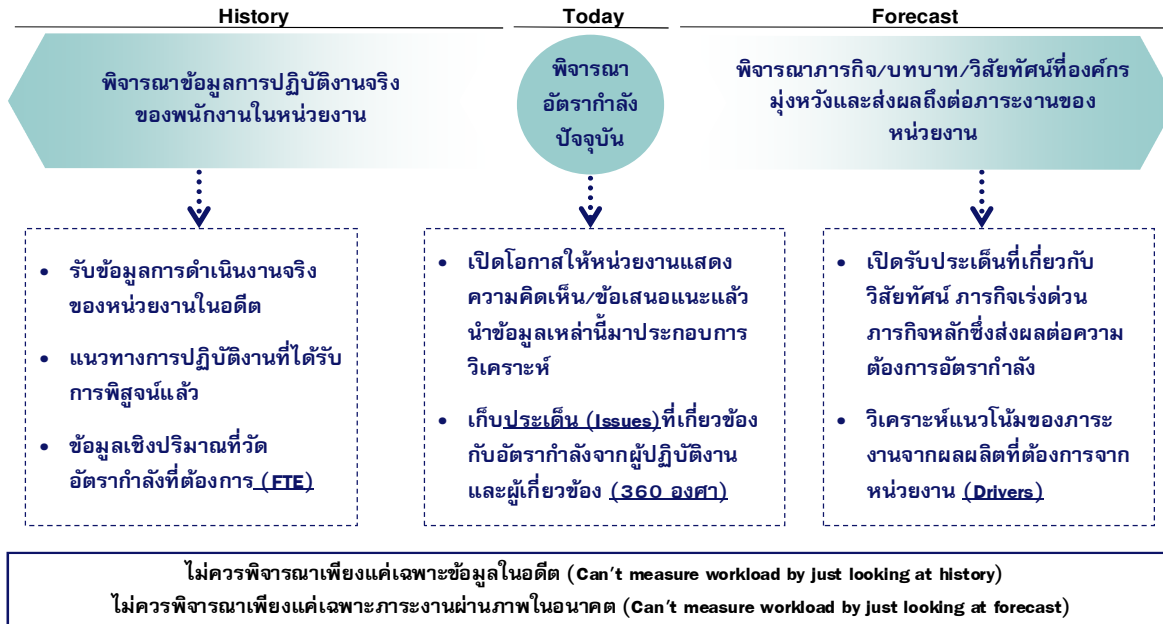 History
Today
Forecast
พิจารณาข้อมูลการปฏิบัติงานจริง
ของพนักงานในหน่วยงาน
พิจารณา
อัตรากำลัง
ปัจจุบัน
พิจารณาภารกิจ/บทบาท/วิสัยทัศน์ที่องค์กร
มุ่งหวังและส่งผลถึงต่อภาระงานของ
หน่วยงาน
• รับข้อมูลการดำเนินงานจริง
ของหน่วยงานในอดีต
• แนวทางการปฏิบัติงานที่ได้รับ
การพิสูจน์แล้ว
• ข้อมูลเชิงปริมาณที่วัด
อัตรากำลังที่ต้องการ (FTE)
• เปิดโอกาสให้หน่วยงานแสดง
ความคิดเห็น/ข้อเสนอแนะแล้ว
นำข้อมูลเหล่านี้มาประกอบการ
วิเคราะห์
• เก็บประเด็น (Issues)ที่เกี่ยวข้อง
กับอัตรากำลังจากผู้ปฏิบัติงาน
และผู้เกี่ยวข้อง (360 องศา)
• เปิดรับประเด็นที่เกี่ยวกับ
วิสัยทัศน์ ภารกิจเร่งด่วน
ภารกิจหลักซึ่งส่งผลต่อความ
ต้องการอัตรากำลัง
• วิเคราะห์แนวโน้มของภาระ
งานจากผลผลิตที่ต้องการจาก
หน่วยงาน (Drivers)
ไม่ควรพิจารณาเพียงแค่เฉพาะข้อมูลในอดีต (Can't measure workload by just looking at history)
ไม่ควรพิจารณาเพียงแค่เฉพาะภาระงานผ่านภาพในอนาคต (Can't measure workload by just looking at forecast)